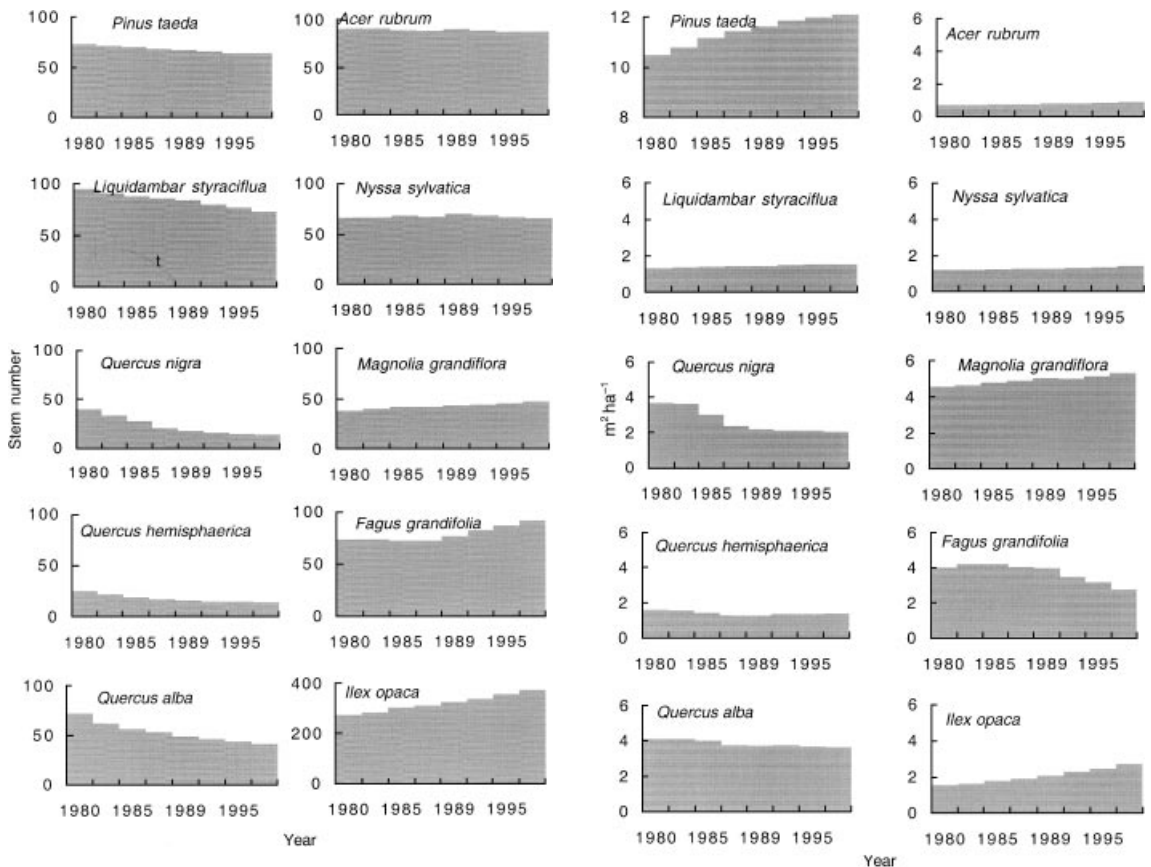 Pinus taeda
100
50
0
1980 1985 1989 1995
Acer rubrum
100
50
0
1980 1985 1989 1995
Liquidambar styraciflua
100
50
0
t
1980 1985 1989 1995
Nyssa sylvatica
100
50
0
1980 1985 1989 1995
Stem number
Quercus nigra
100
50
0
1980 1985 1989 1995
Magnolia grandiflora
100
50
0
1980 1985 1989 1995
Quercus hemisphaerica
100
50
0
1980 1985 1989 1995
Fagus grandifolia
100
50
0
1980 1985 1989 1995
Quercus alba
100
50
0
1980 1985 1989 1995
Ilex opaca
400
200
0
1980 1985 1989 1995
Year
Pinus taeda
12
10
8
1980 1985 1989 1995
Acer rubrum
6
4
2
0
1980 1985 1989 1995
Liquidambar styraciflua
6
4
2
0
1980 1985 1989 1995
Nyssa sylvatica
6
4
2
0
1980 1985 1989 1995
m² ha⁻¹
Quercus nigra
6
4
2
0
1980 1985 1989 1995
Magnolia grandiflora
6
4
2
0
1980 1985 1989 1995
Quercus hemisphaerica
6
4
2
0
1980 1985 1989 1995
Fagus grandifolia
6
4
2
0
1980 1985 1989 1995
Quercus alba
6
4
2
0
1980 1985 1989 1995
Ilex opaca
6
4
2
0
1980 1985 1989 1995
Year